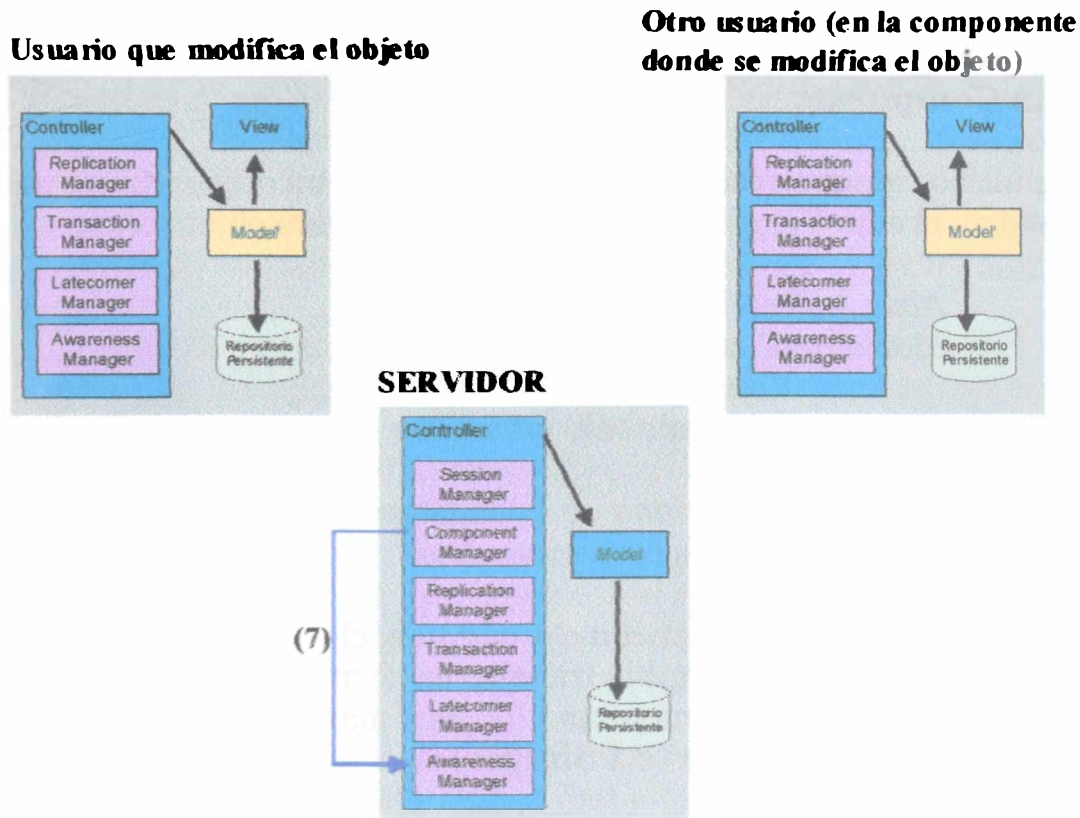 Usuario que modifica el objeto
Otro usuario (en la componente
donde se modifica el objeto)
Controller
Replication
Manager
Transaction
Manager
Latecomer
Manager
Awareness
Manager
View
Model'
Repositorio
Persistente
Controller
Replication
Manager
Transaction
Manager
Latecomer
Manager
Awareness
Manager
View
Model'
Repositorio
Persistente
SERVIDOR
Controller
Session
Manager
Component
Manager
Replication
Manager
Transaction
Manager
Latecomer
Manager
Awareness
Manager
Model
Repositorio
Persistente
(7)